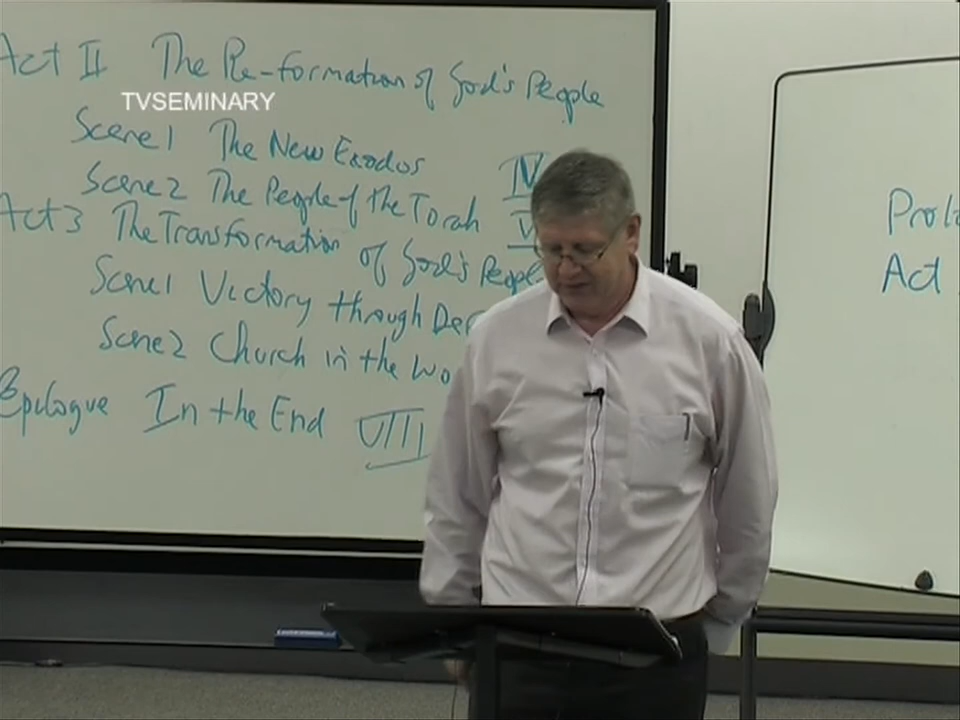 Act II The Re-formation of God's People
TVSEMINARY
Scene 1 The New Exodus IV
Scene 2 The People of the Torah V
Act 3 The Transformation of God's People
Scene 1 Victory through
Scene 2 Church in the
Epilogue In the End VIII
Act